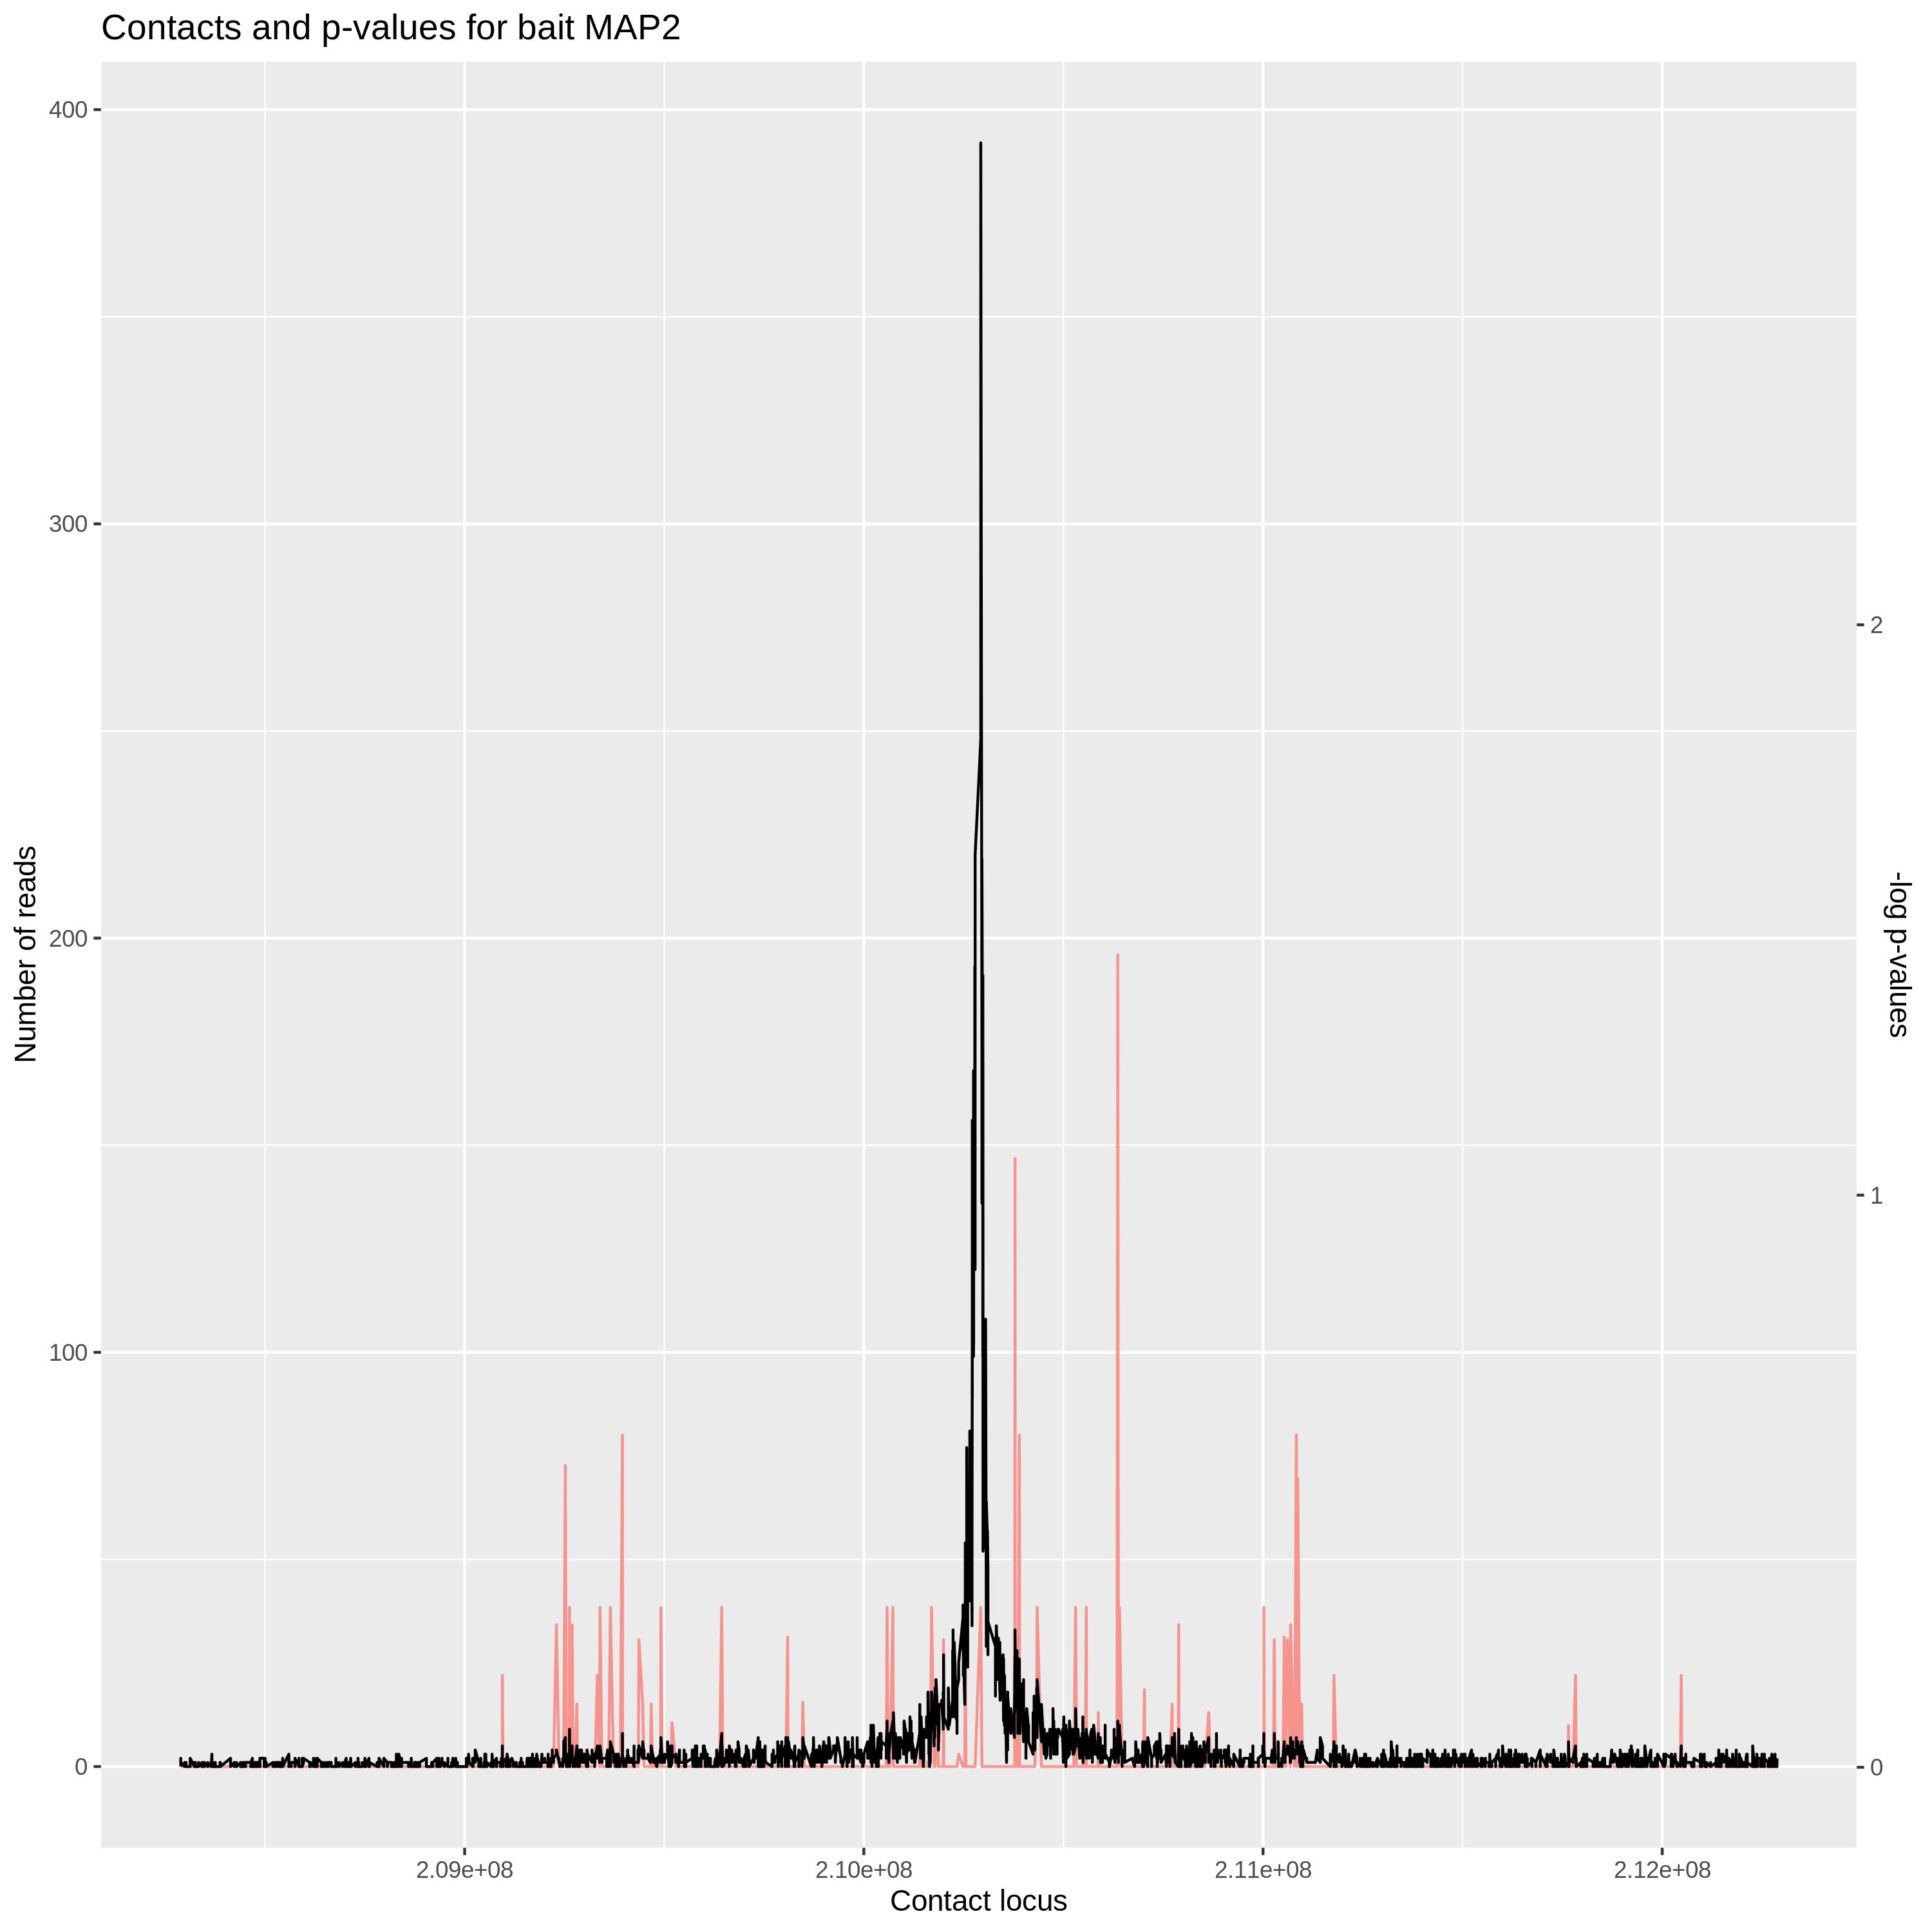 Contacts and p-values for bait MAP2
400
300
200
100
0
Number of reads
2
1
0
-log p-values
2.09e+08
2.10e+08
2.11e+08
2.12e+08
Contact locus